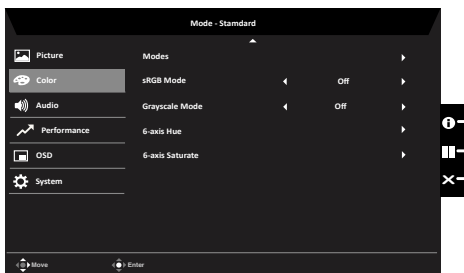 Mode - Stamdard
Picture
Modes
Color
sRGB Mode Off
Audio
Grayscale Mode Off
Performance
6-axis Hue
OSD
6-axis Saturate
System
Move Enter